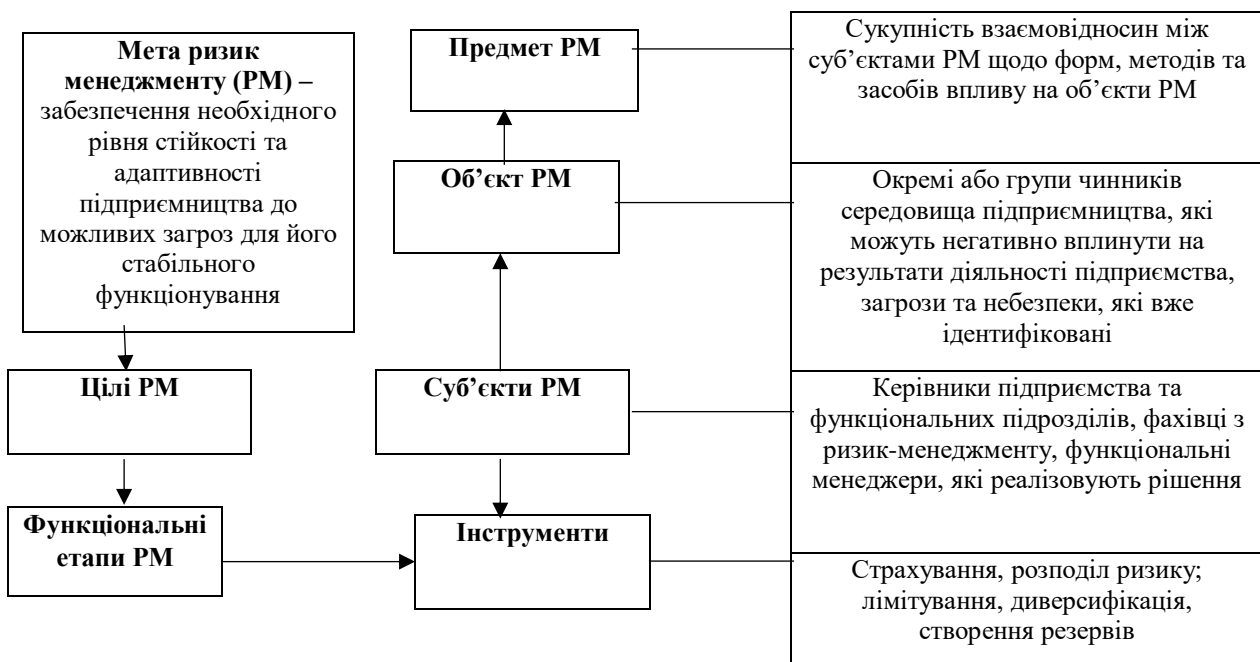 Мета ризик
менеджменту (РМ) –
забезпечення необхідного
рівня стійкості та
адаптивності
підприємництва до
можливих загроз для його
стабільного
функціонування
Цілі РМ
Функціональні
етапи РМ
Предмет РМ
Об’єкт РМ
Суб’єкти РМ
Інструменти
Сукупність взаємовідносин між
суб’єктами РМ щодо форм, методів та
засобів впливу на об’єкти РМ
Окремі або групи чинників
середовища підприємництва, які
можуть негативно вплинути на
результати діяльності підприємства,
загрози та небезпеки, які вже
ідентифіковані
Керівники підприємства та
функціональних підрозділів, фахівці з
ризик-менеджменту, функціональні
менеджери, які реалізовують рішення
Страхування, розподіл ризику;
лімітування, диверсифікація,
створення резервів